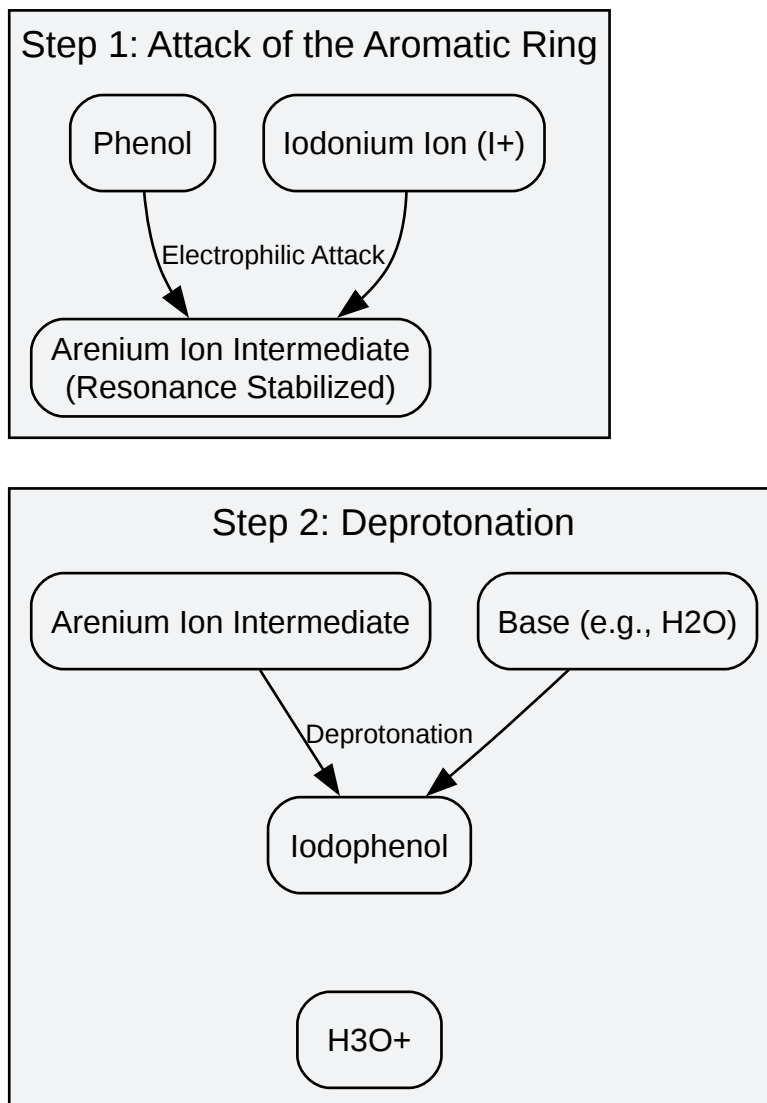 Step 1: Attack of the Aromatic Ring
Phenol
Iodonium Ion (I+)
Electrophilic Attack
Arenium Ion Intermediate
(Resonance Stabilized)
Step 2: Deprotonation
Arenium Ion Intermediate
Base (e.g., H2O)
Deprotonation
Iodophenol
H3O+